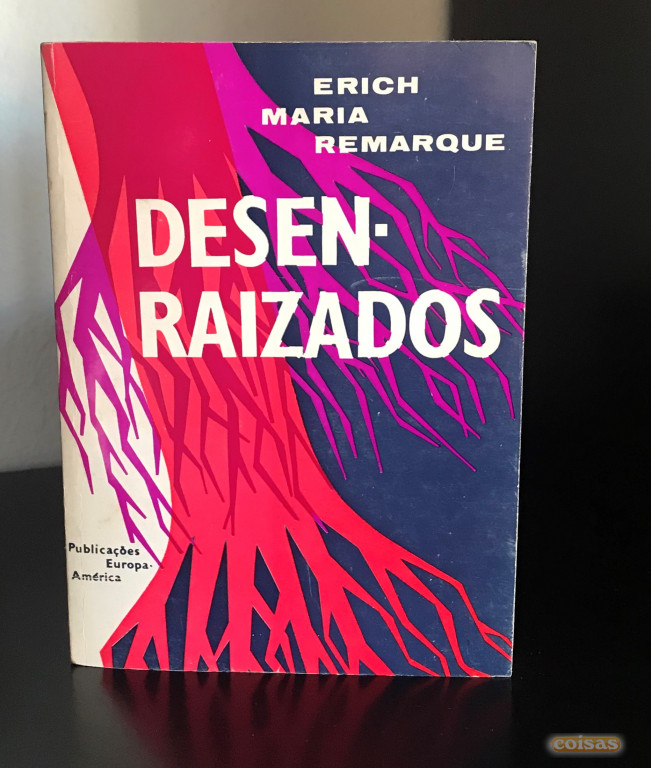 ERICH
MARIA
REMARQUE
DESEN-
RAIZADOS
Publicações
Europa-
América
coisas